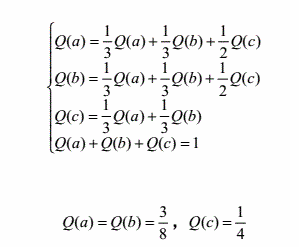 Q(a) = 1/3 Q(a) + 1/3 Q(b) + 1/2 Q(c)
Q(b) = 1/3 Q(a) + 1/3 Q(b) + 1/2 Q(c)
Q(c) = 1/3 Q(a) + 1/3 Q(b)
Q(a) + Q(b) + Q(c) = 1
Q(a) = Q(b) = 3/8 , Q(c) = 1/4